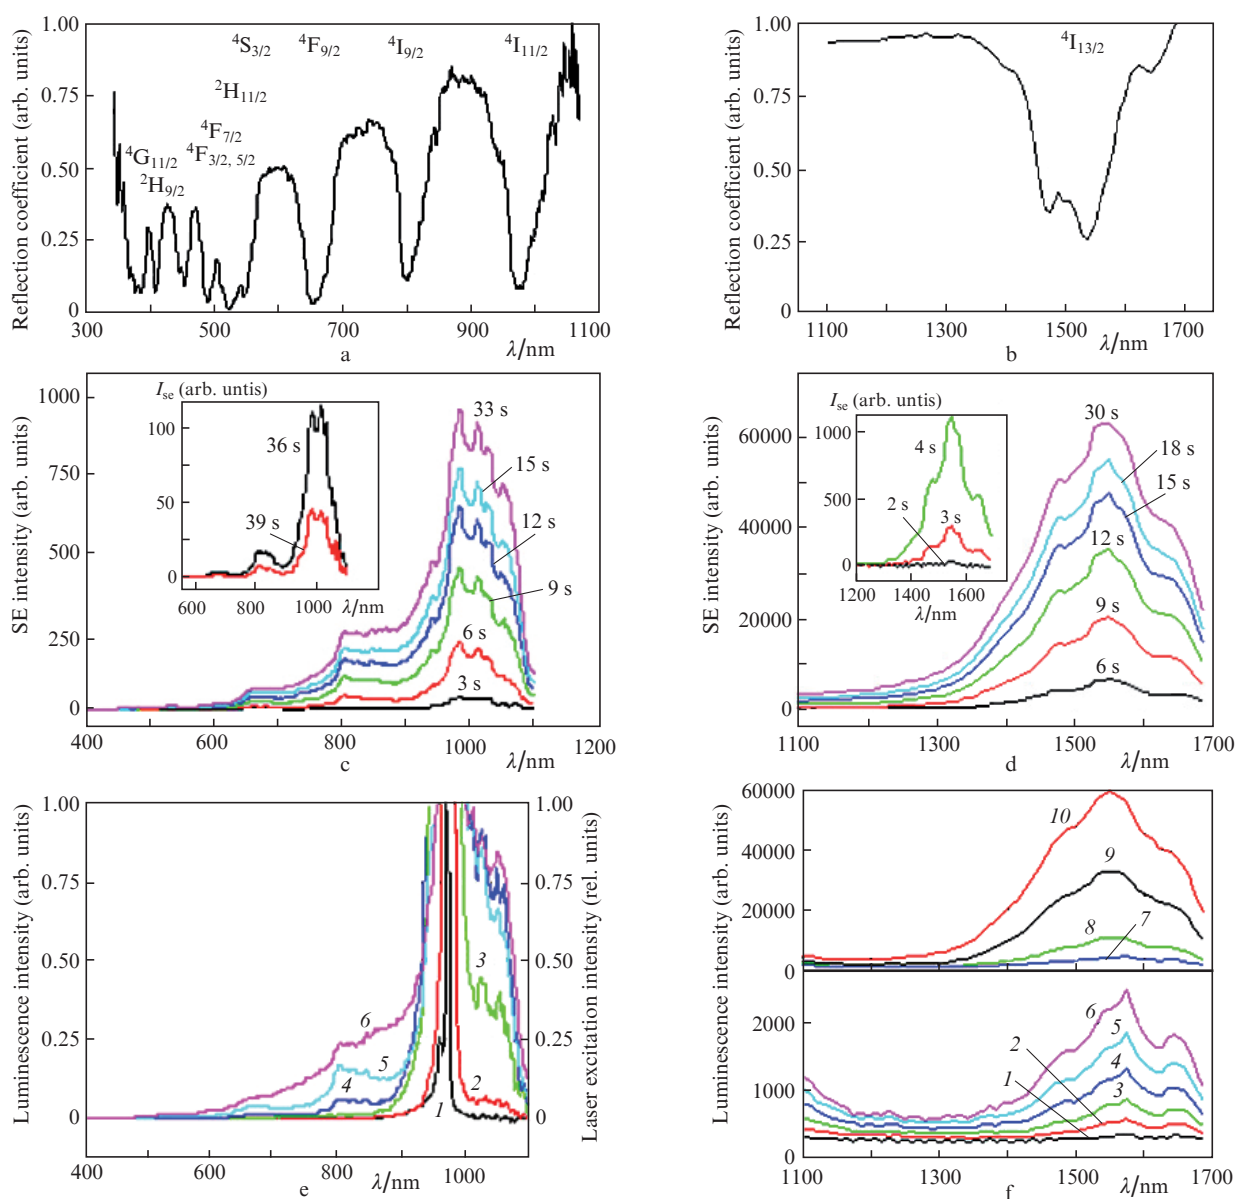 Reflection coefficient (arb. units)
1.00
0.75
0.50
0.25
0
⁴G₁₁/₂
²H₉/₂
⁴S₃/₂
²H₁₁/₂
⁴F₇/₂
⁴F₃/₂, ₅/₂
⁴F₉/₂
⁴I₉/₂
⁴I₁₁/₂
300 500 700 900 1100
λ/nm
a
Reflection coefficient (arb. units)
1.00
0.75
0.50
0.25
0
⁴I₁₃/₂
1100 1300 1500 1700
λ/nm
b
SE intensity (arb. units)
1000
750
500
250
0
I_se (arb. untis)
100
50
0
36 s
39 s
600 800 1000
λ/nm
33 s
15 s
12 s
9 s
6 s
3 s
400 600 800 1000 1200
λ/nm
c
SE intensity (arb. units)
60000
40000
20000
0
I_se (arb. untis)
1000
500
0
4 s
2 s
3 s
1200 1400 1600
λ/nm
30 s
18 s
15 s
12 s
9 s
6 s
1100 1300 1500 1700
λ/nm
d
Luminescence intensity (arb. units)
1.00
0.75
0.50
0.25
0
6
5
4
3
2
1
1.00
0.75
0.50
0.25
0
Laser excitation intensity (rel. units)
400 600 800 1000
λ/nm
e
Luminescence intensity (arb. units)
60000
40000
20000
0
10
9
8
7
2000
1000
0
6
5
4
3
2
1
1100 1300 1500 1700
λ/nm
f